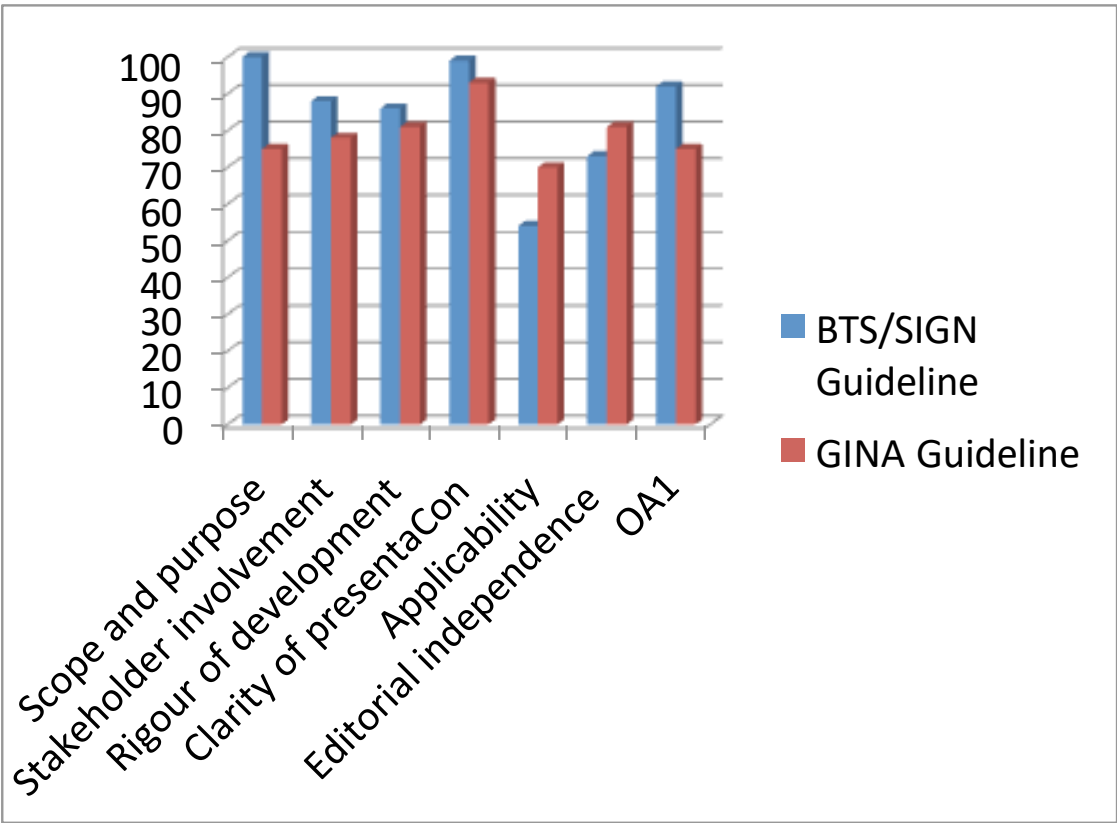 100
90
80
70
60
50
40
30
20
10
0
Scope and purpose
Stakeholder involvement
Rigour of development
Clarity of presentaCon
Applicability
Editorial independence
OA1
BTS/SIGN
Guideline
GINA Guideline